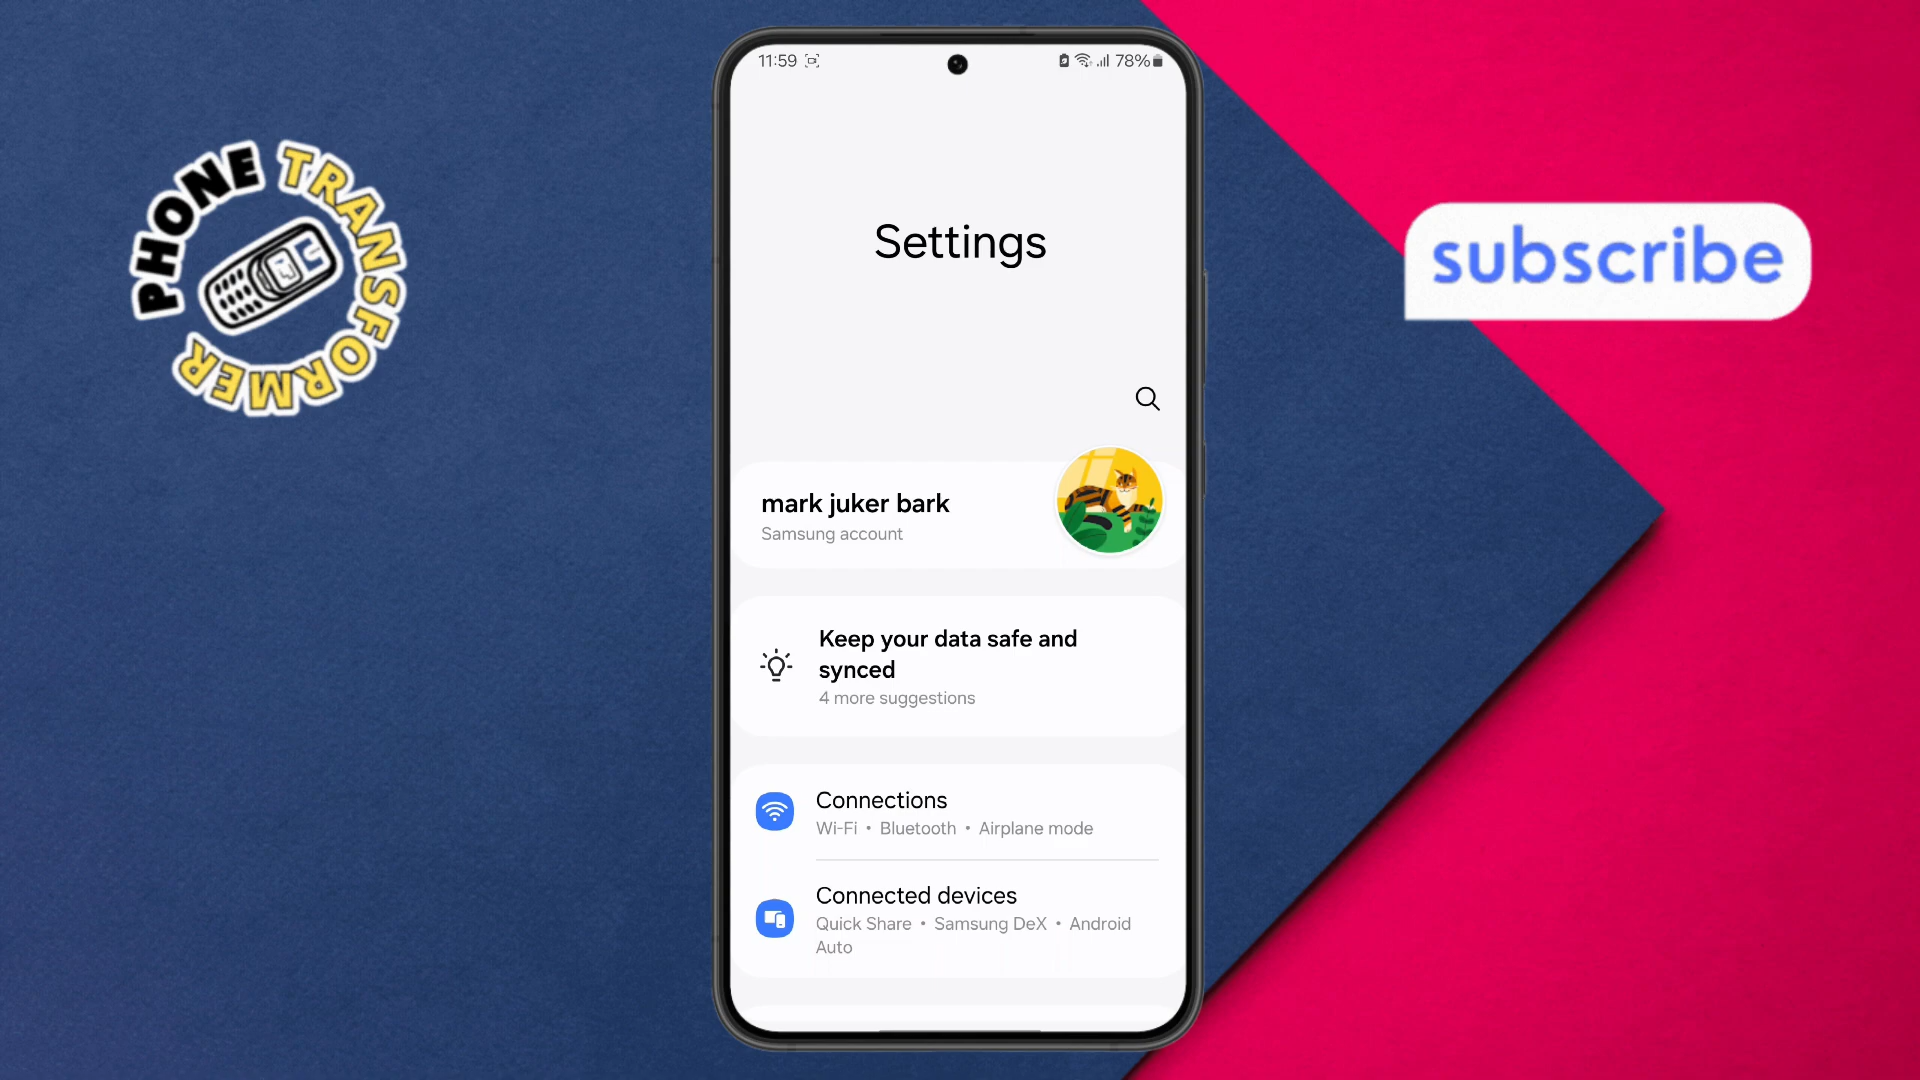 PHONE TRANSFORMER
subscribe
11:59
78%
Settings
mark juker bark
Samsung account
Keep your data safe and
synced
4 more suggestions
Connections
Wi-Fi • Bluetooth • Airplane mode
Connected devices
Quick Share • Samsung DeX • Android
Auto